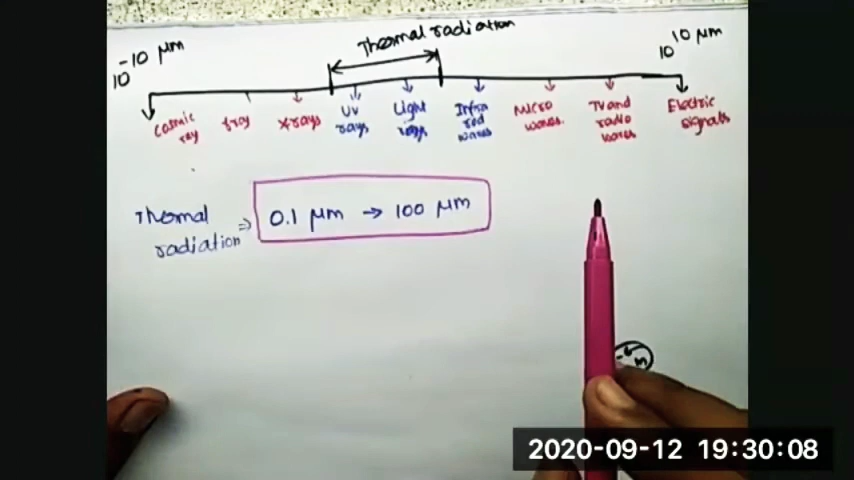 Thermal radiation
10^-10 μm
10^10 μm
Cosmic ray
γray
X-rays
UV rays
Light rays
Infra red waves
Micro waves.
TV and radio waves
Electric signals
Thermal radiation ⇒ 0.1 μm → 100 μm
2020-09-12 19:30:08